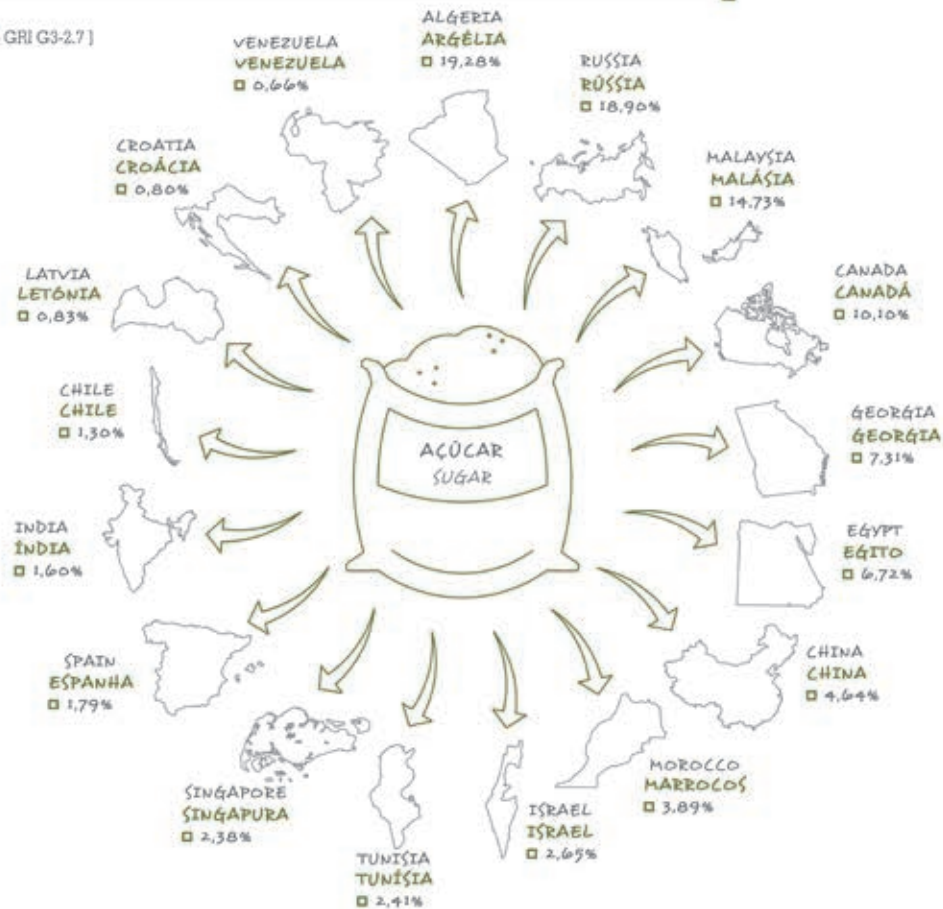 GRI G3-2.7 ]
ALGERIA
ARGÉLIA
19,28%
RUSSIA
RÚSSIA
18,90%
MALAYSIA
MALÁSIA
14,73%
CANADA
CANADÁ
10,10%
GEORGIA
GEORGIA
7,31%
EGYPT
EGITO
6,72%
CHINA
CHINA
4,64%
MOROCCO
MARROCOS
3,89%
ISRAEL
ISRAEL
2,65%
TUNISIA
TUNÍSIA
2,41%
SINGAPORE
SINGAPURA
2,38%
SPAIN
ESPANHA
1,79%
INDIA
ÍNDIA
1,60%
CHILE
CHILE
1,30%
LATVIA
LETÔNIA
0,83%
CROATIA
CROÁCIA
0,80%
VENEZUELA
VENEZUELA
0,66%
AÇÚCAR
SUGAR